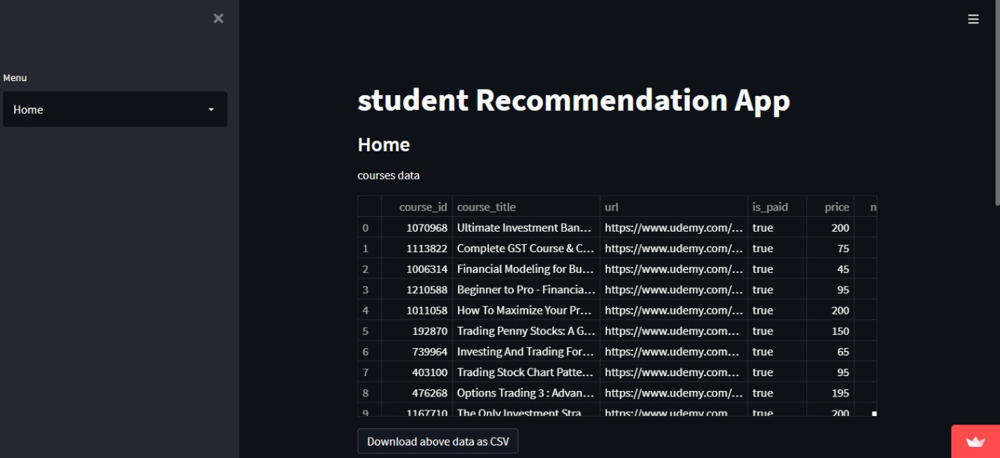 Menu
Home
student Recommendation App
Home
courses data
course_id course_title url is_paid price n
0 1070968 Ultimate Investment Ban... https://www.udemy.com/... true 200
1 1113822 Complete GST Course & C... https://www.udemy.com/... true 75
2 1006314 Financial Modeling for Bu... https://www.udemy.com/... true 45
3 1210588 Beginner to Pro - Financia... https://www.udemy.com/... true 95
4 1011058 How To Maximize Your Pr... https://www.udemy.com/... true 200
5 192870 Trading Penny Stocks: A G... https://www.udemy.com... true 150
6 739964 Investing And Trading For... https://www.udemy.com... true 65
7 403100 Trading Stock Chart Patte... https://www.udemy.com... true 95
8 476268 Options Trading 3 : Advan... https://www.udemy.com/... true 195
9 1167710 The Only Investment Stra https://www.udemy.com true 200
Download above data as CSV